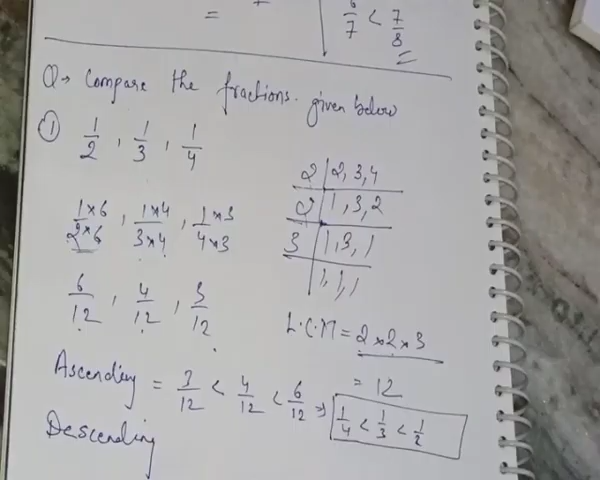 =
6/7 < 7/8
Q→ Compare the fractions. given below
① 1/2 , 1/3 , 1/4
2 | 2, 3, 4
2 | 1, 3, 2
3 | 1, 3, 1
| 1, 1, 1
1×6/2×6 , 1×4/3×4 , 1×3/4×3
6/12 , 4/12 , 3/12
L.C.M = 2×2×3
= 12
Ascending = 3/12 < 4/12 < 6/12 ⇒ 1/4 < 1/3 < 1/2
Descending